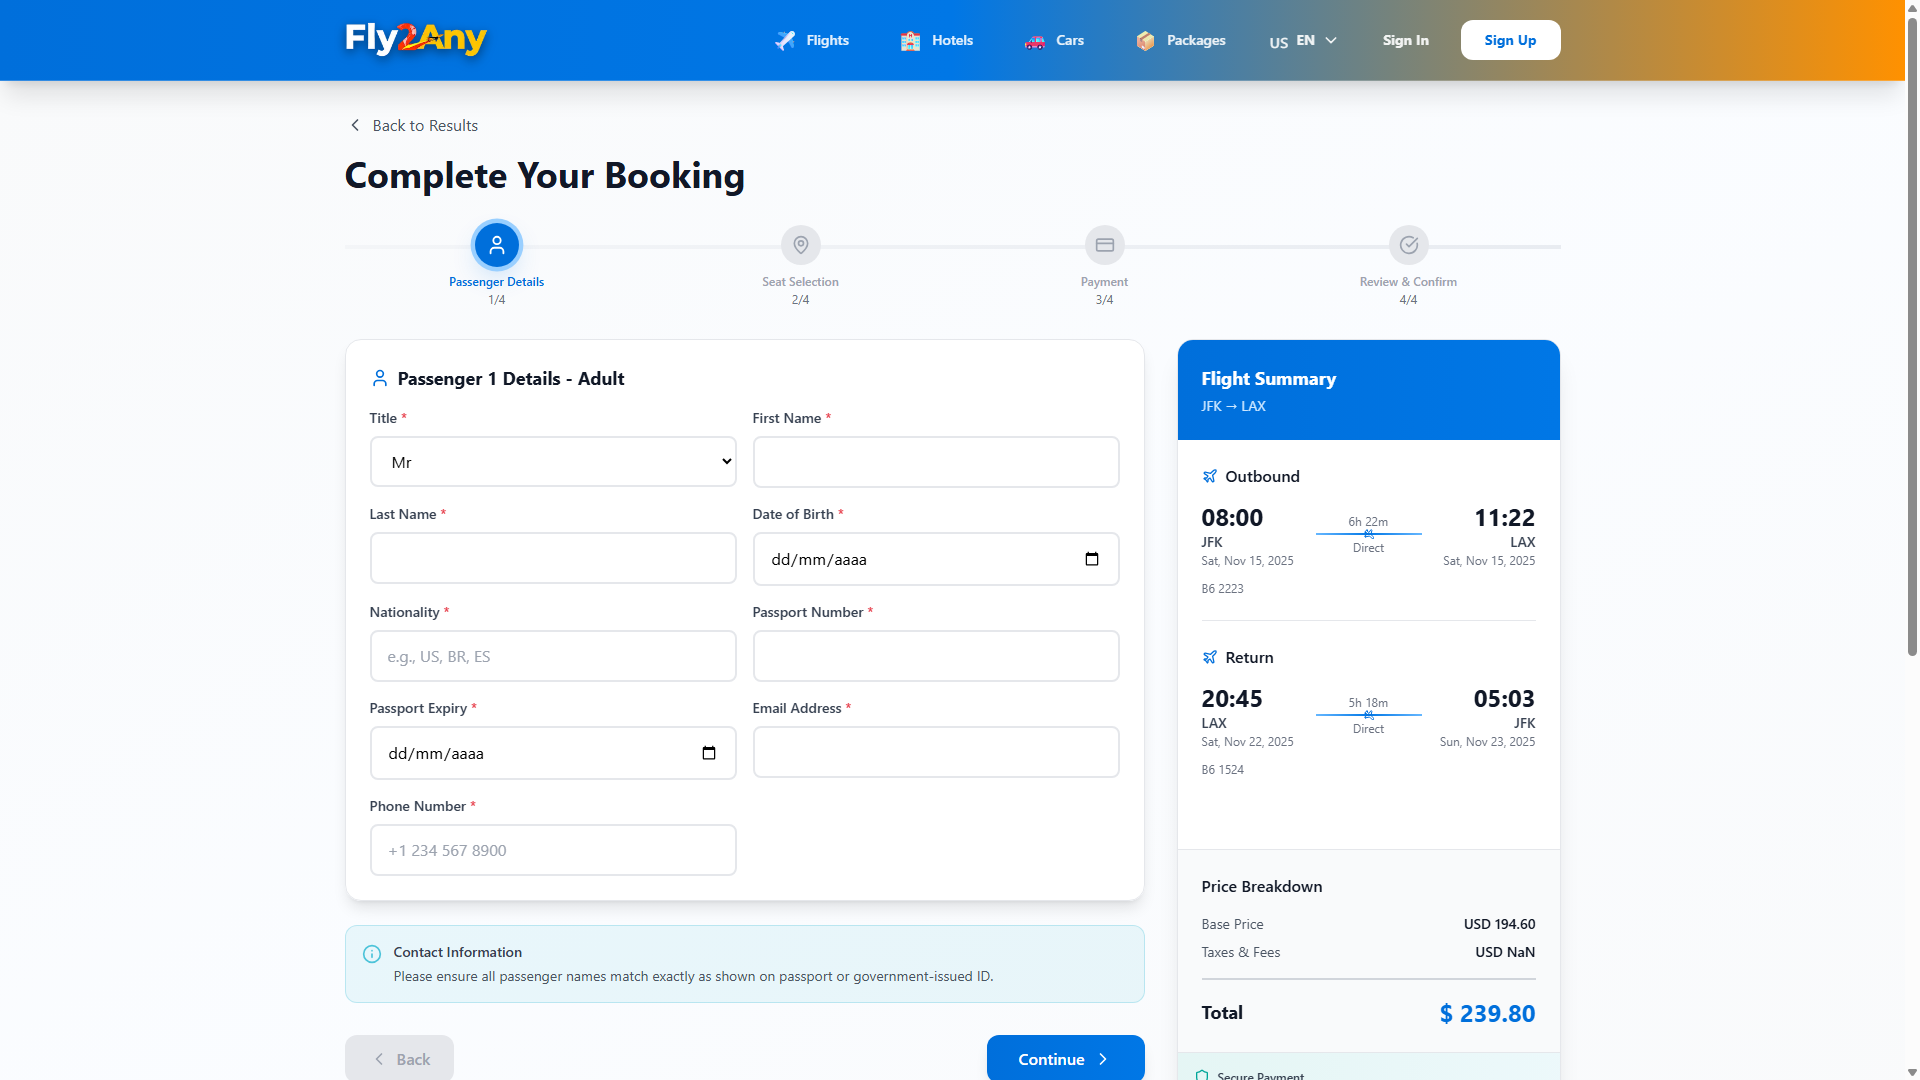 Fly2Any
Flights
Hotels
Cars
Packages
US EN
Sign In
Sign Up
Back to Results
Complete Your Booking
Passenger Details
1/4
Seat Selection
2/4
Payment
3/4
Review & Confirm
4/4
Passenger 1 Details - Adult
Title *
Mr
First Name *
Last Name *
Date of Birth *
dd/mm/aaaa
Nationality *
e.g., US, BR, ES
Passport Number *
Passport Expiry *
dd/mm/aaaa
Email Address *
Phone Number *
+1 234 567 8900
Contact Information
Please ensure all passenger names match exactly as shown on passport or government-issued ID.
Back
Continue
Flight Summary
JFK → LAX
Outbound
08:00
6h 22m
11:22
JFK
Direct
LAX
Sat, Nov 15, 2025
Sat, Nov 15, 2025
B6 2223
Return
20:45
5h 18m
05:03
LAX
Direct
JFK
Sat, Nov 22, 2025
Sun, Nov 23, 2025
B6 1524
Price Breakdown
Base Price
USD 194.60
Taxes & Fees
USD NaN
Total
$ 239.80
Secure Payment